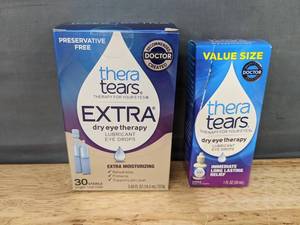 PRESERVATIVE
FREE
DOCTOR
CREATED
thera
tears®
THERAPY FOR YOUR EYES®
EXTRA®
dry eye therapy
LUBRICANT
EYE DROPS
EXTRA MOISTURIZING
30 STERILE
VALUE SIZE
DOCTOR
thera
tears
THERAPY FOR YOUR EYES
dry eye therapy
LUBRICANT
EYE DROPS
IMMEDIATE
LONG LASTING
RELIEF